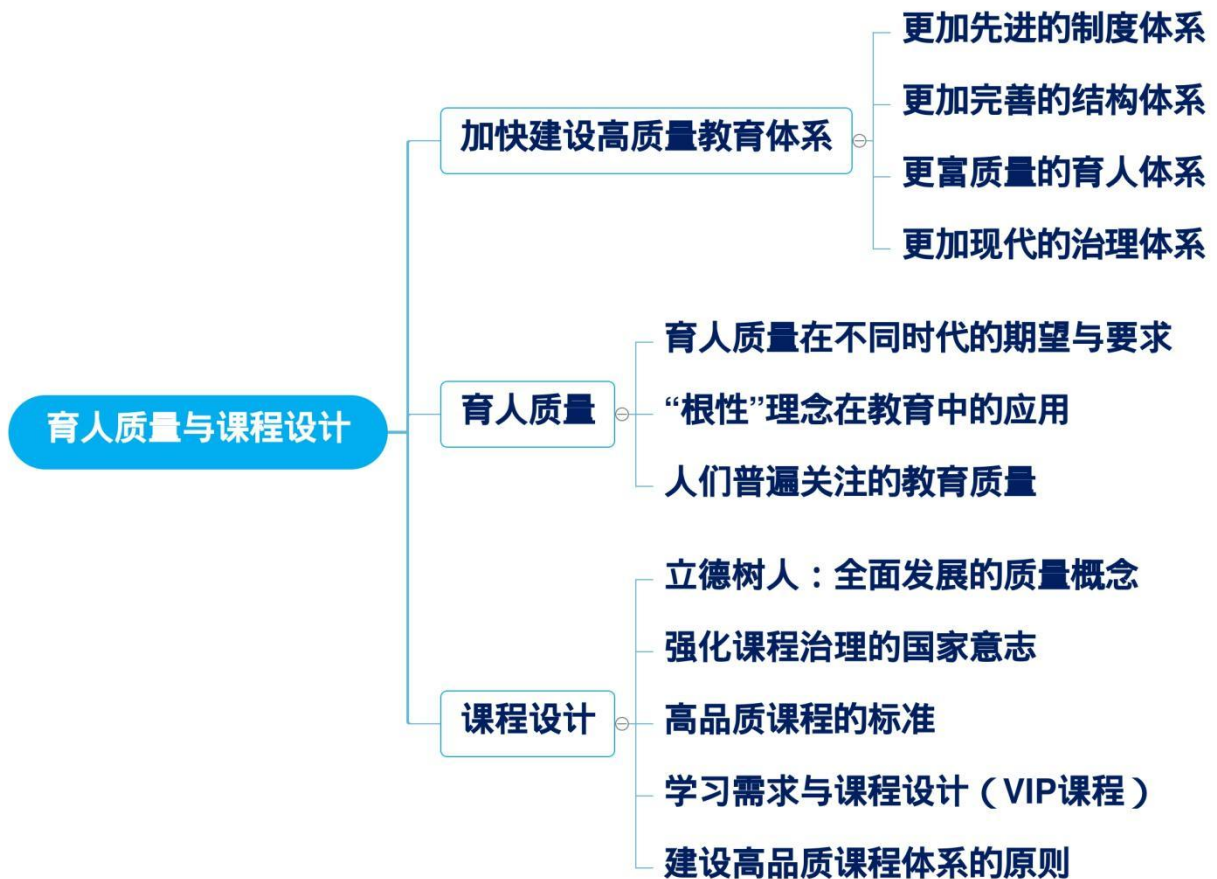 育人质量与课程设计
加快建设高质量教育体系
更加先进的制度体系
更加完善的结构体系
更富质量的育人体系
更加现代的治理体系
育人质量
育人质量在不同时代的期望与要求
“根性”理念在教育中的应用
人们普遍关注的教育质量
课程设计
立德树人：全面发展的质量概念
强化课程治理的国家意志
高品质课程的标准
学习需求与课程设计（VIP课程）
建设高品质课程体系的原则